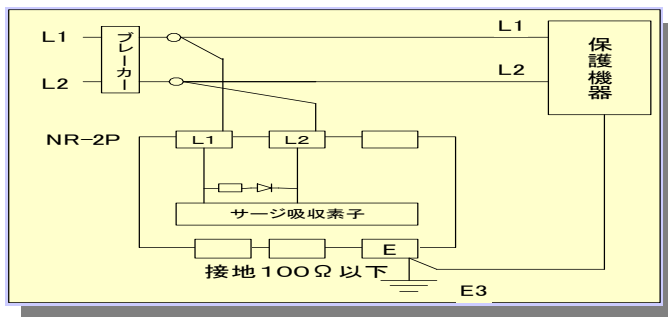 L1
L1
ブレーカー
保護機器
L2
L2
NR-2P
L1
L2
サージ吸収素子
E
接地100Ω以下
E3